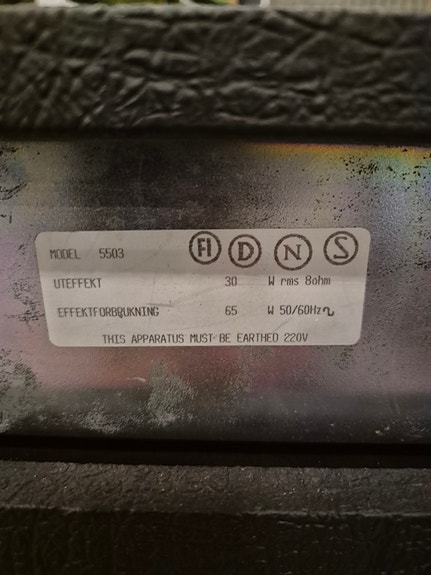 MODEL 5503 FI D N S
UTEFFEKT 30 W rms 8ohm
EFFEKTFORBRUKNING 65 W 50/60Hz∿
THIS APPARATUS MUST BE EARTHED 220V